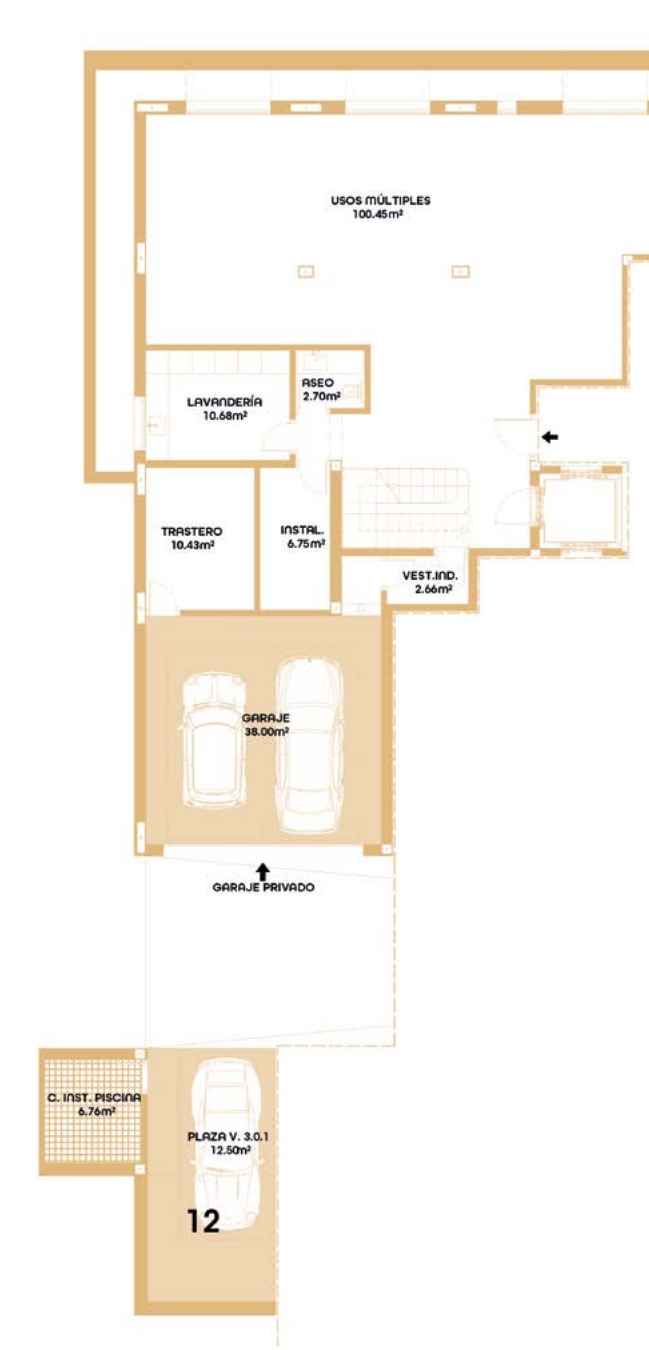 USOS MÚLTIPLES
100.45m²
ASEO
2.70m²
LAVANDERÍA
10.68m²
TRASTERO
10.43m²
INSTAL.
6.75m²
VEST.IND.
2.66m²
GARAJE
38.00m²
GARAJE PRIVADO
C. INST. PISCINA
6.76m²
PLAZA V. 3.0.1
12.50m²
12